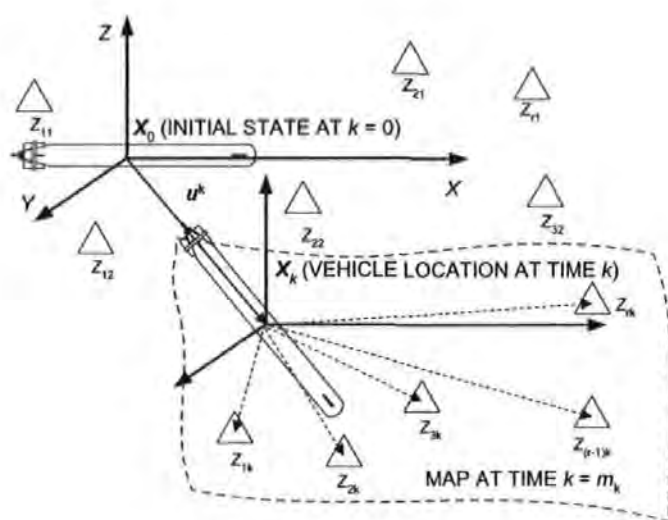 Z
Z₂₁
Zᵣ₁
Z₁₁
X₀ (INITIAL STATE AT k = 0)
Y
uᵏ
X
Z₁₂
Z₂₂
Z₃₂
Xₖ (VEHICLE LOCATION AT TIME k)
Zᵣₖ
Z₁ₖ
Z₂ₖ
Z₃ₖ
Z₍ᵣ₋₁₎ₖ
MAP AT TIME k = mₖ